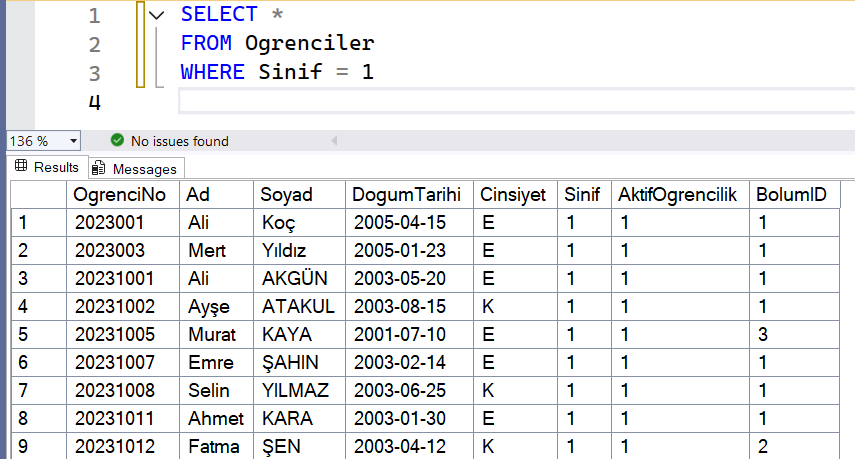 1 SELECT *
2 FROM Ogrenciler
3 WHERE Sinif = 1
4
136 % No issues found
Results Messages
OgrenciNo Ad Soyad DogumTarihi Cinsiyet Sinif AktifOgrencilik BolumID
1 2023001 Ali Koç 2005-04-15 E 1 1 1
2 2023003 Mert Yıldız 2005-01-23 E 1 1 1
3 20231001 Ali AKGÜN 2003-05-20 E 1 1 1
4 20231002 Ayşe ATAKUL 2003-08-15 K 1 1 1
5 20231005 Murat KAYA 2001-07-10 E 1 1 3
6 20231007 Emre ŞAHIN 2003-02-14 E 1 1 1
7 20231008 Selin YILMAZ 2003-06-25 K 1 1 1
8 20231011 Ahmet KARA 2003-01-30 E 1 1 1
9 20231012 Fatma ŞEN 2003-04-12 K 1 1 2